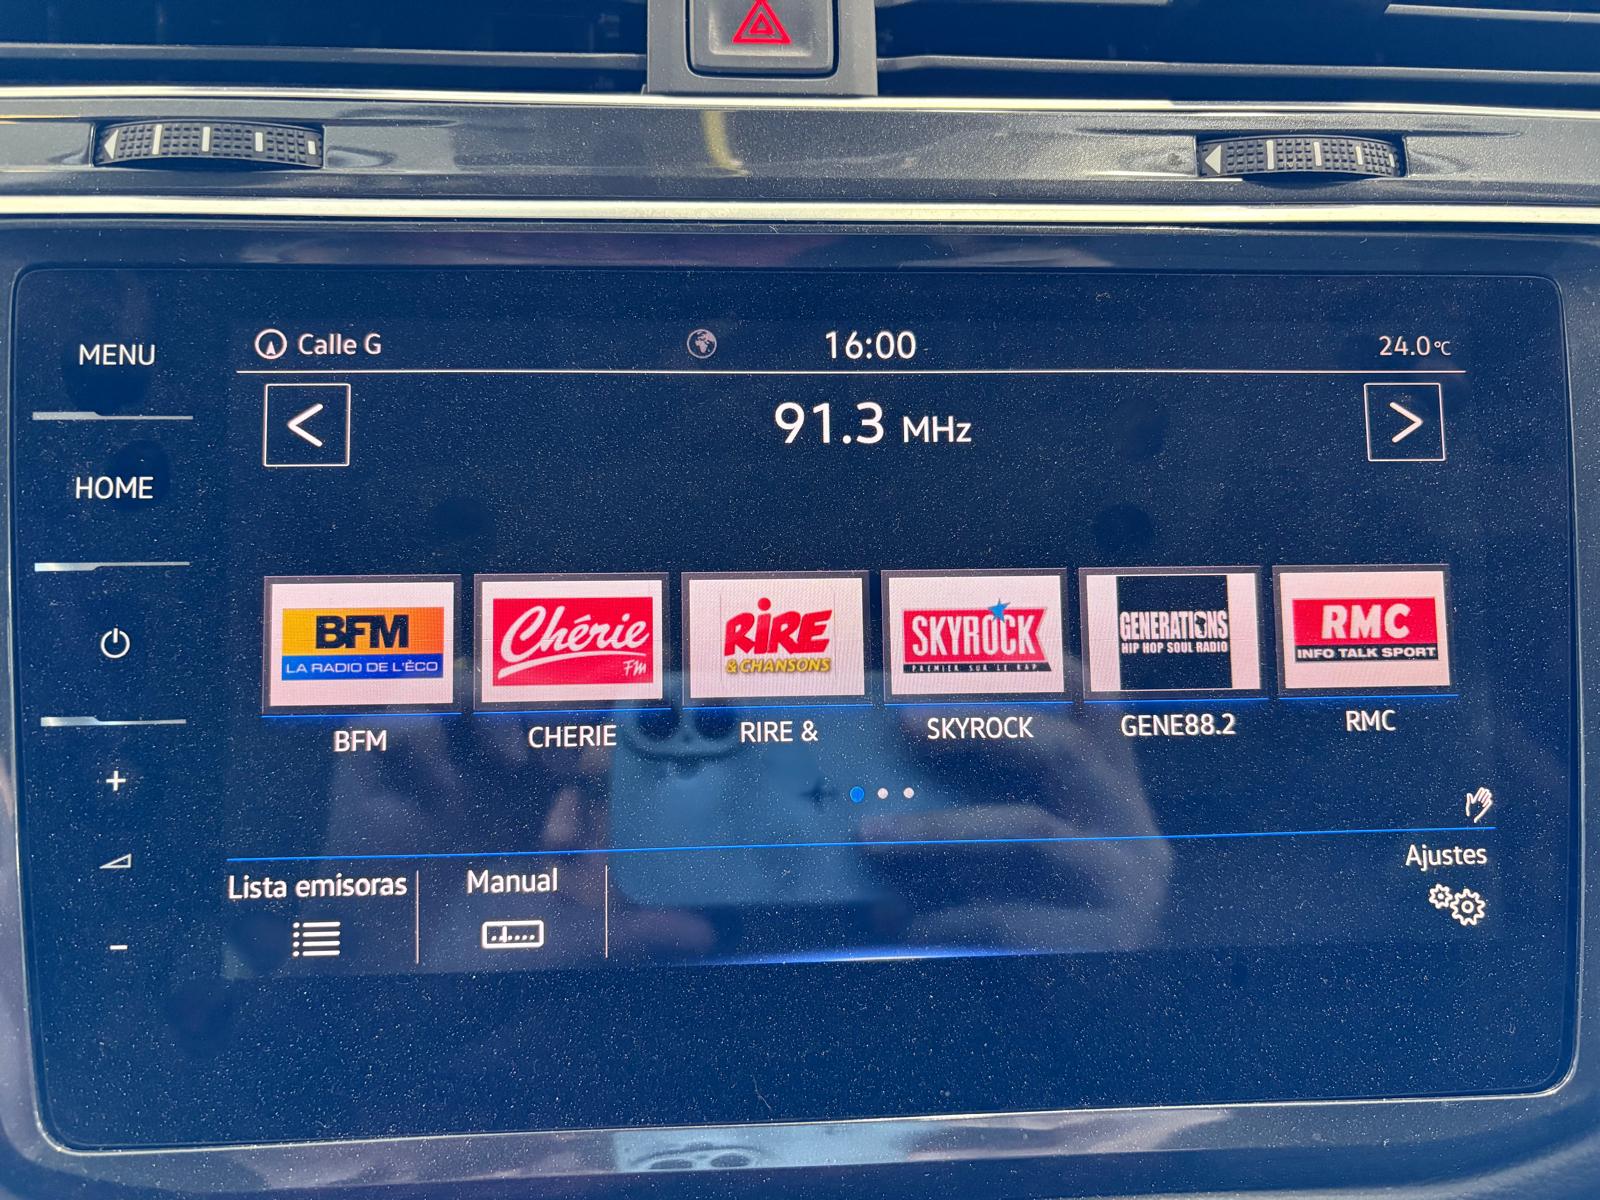 MENU
HOME
+
-
Calle G
16:00
24.0°C
<
91.3 MHz
>
BFM
LA RADIO DE L'ÉCO
Chérie
FM
RIRE
& CHANSONS
SKYROCK
PREMIER SUR LE RAP
GENERATIONS
HIP HOP SOUL RADIO
RMC
INFO TALK SPORT
BFM
CHERIE
RIRE &
SKYROCK
GENE88.2
RMC
Lista emisoras
Manual
Ajustes